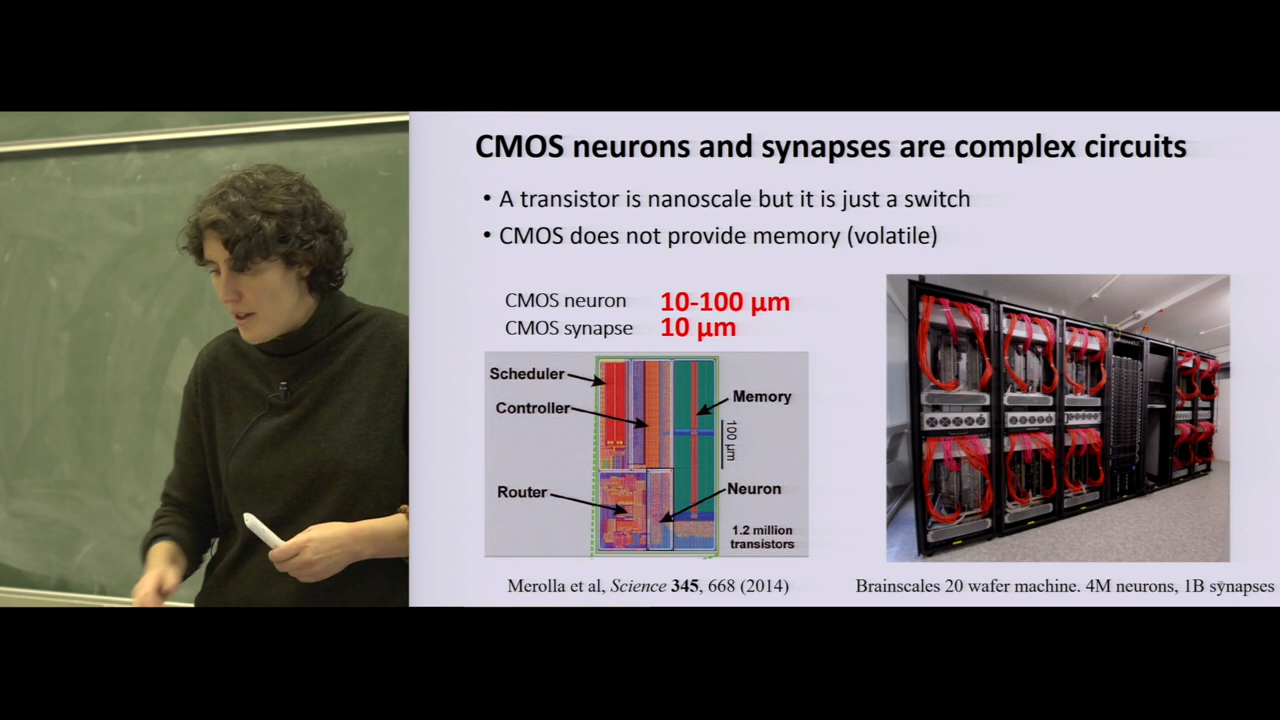 CMOS neurons and synapses are complex circuits
• A transistor is nanoscale but it is just a switch
• CMOS does not provide memory (volatile)
CMOS neuron 10-100 µm
CMOS synapse 10 µm
Scheduler
Controller
Memory
100 µm
Router
Neuron
1.2 million
transistors
Merolla et al, Science 345, 668 (2014)
Brainscales 20 wafer machine. 4M neurons, 1B synapses